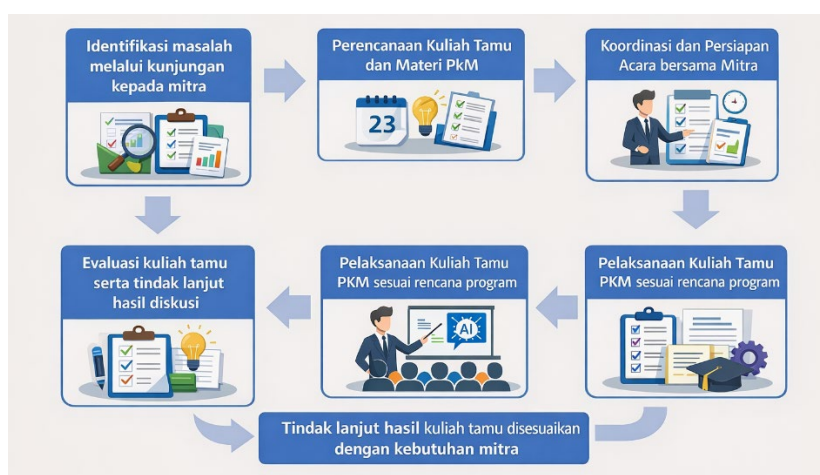 Identifikasi masalah
melalui kunjungan
kepada mitra
Perencanaan Kuliah Tamu
dan Materi PkM
23
Koordinasi dan Persiapan
Acara bersama Mitra
Evaluasi kuliah tamu
serta tindak lanjut
hasil diskusi
Pelaksanaan Kuliah Tamu
PKM sesuai rencana program
AI
Pelaksanaan Kuliah Tamu
PKM sesuai rencana program
Tindak lanjut hasil kuliah tamu disesuaikan
dengan kebutuhan mitra